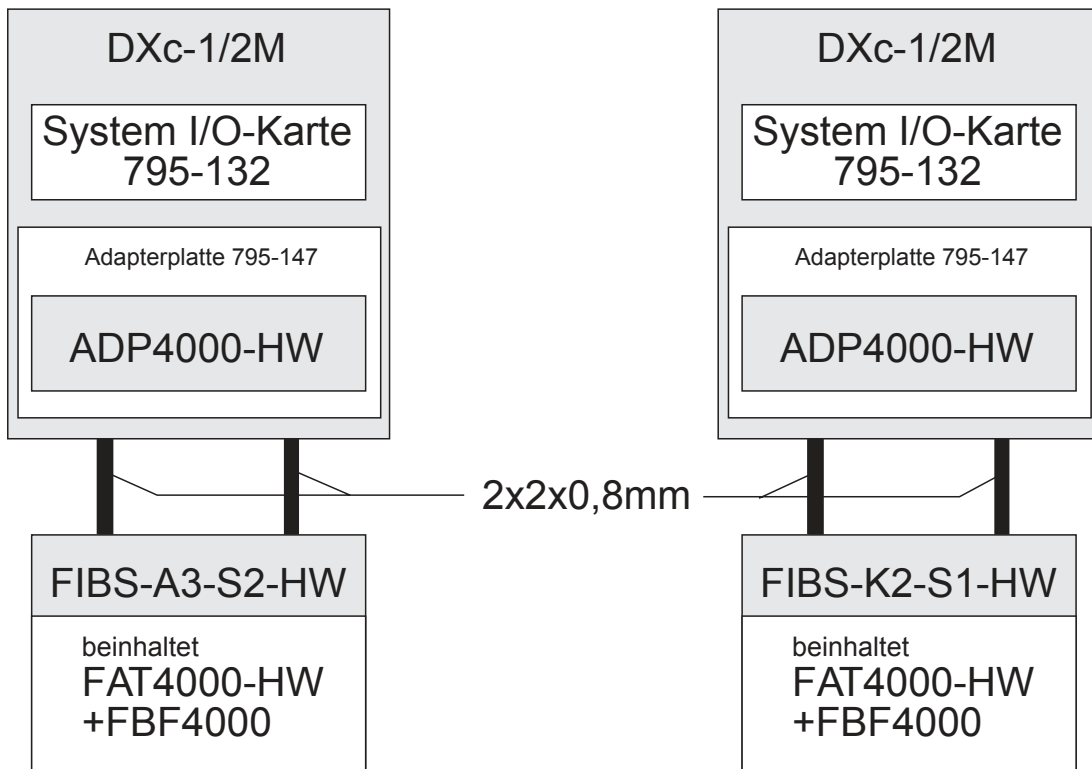 DXc-1/2M
System I/O-Karte
795-132
Adapterplatte 795-147
ADP4000-HW
DXc-1/2M
System I/O-Karte
795-132
Adapterplatte 795-147
ADP4000-HW
2x2x0,8mm
FIBS-A3-S2-HW
beinhaltet
FAT4000-HW
+FBF4000
FIBS-K2-S1-HW
beinhaltet
FAT4000-HW
+FBF4000